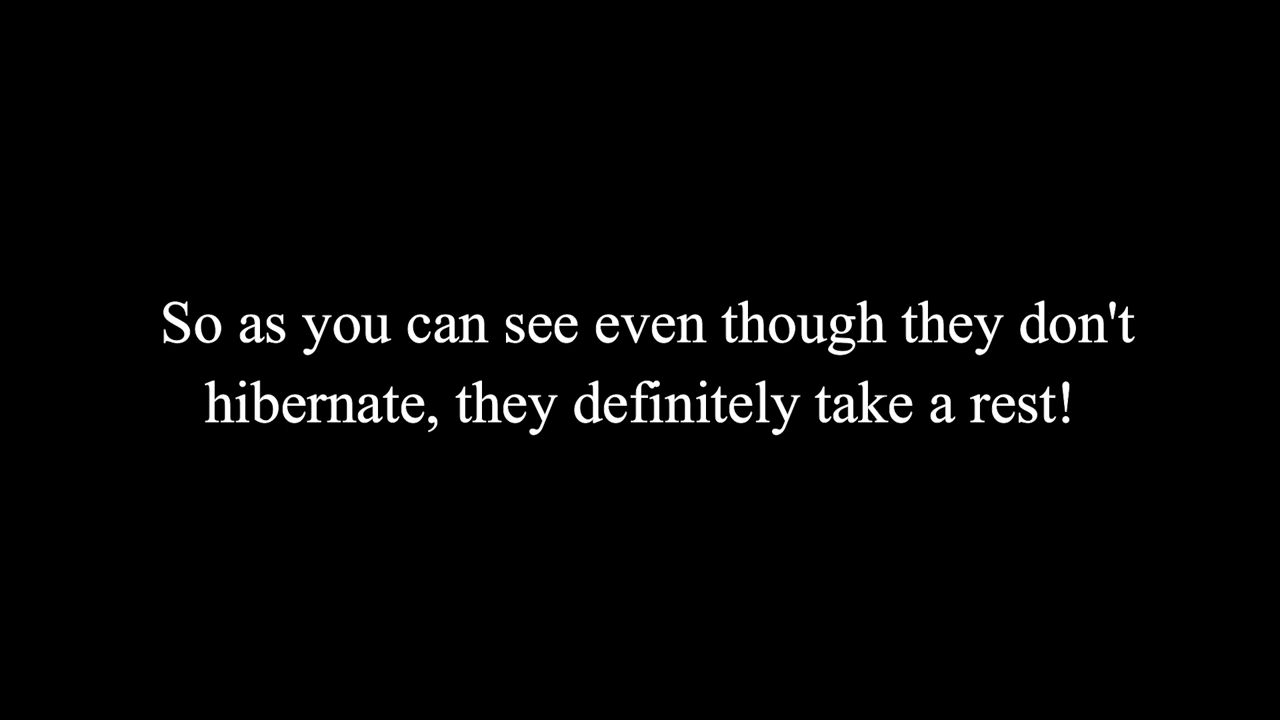 So as you can see even though they don't
hibernate, they definitely take a rest!